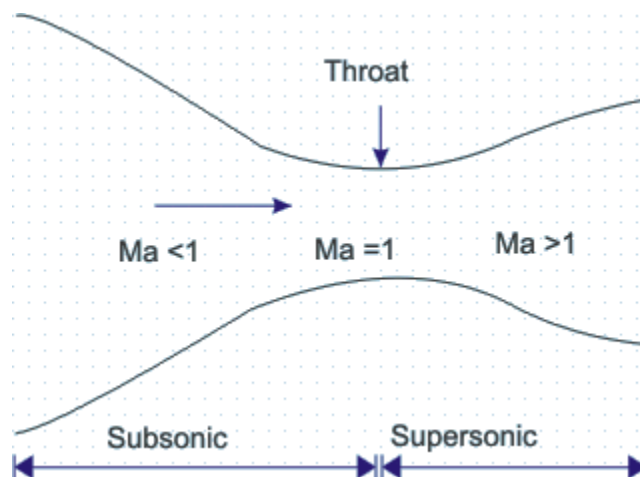 Throat
Ma <1
Ma =1
Ma >1
Subsonic
Supersonic